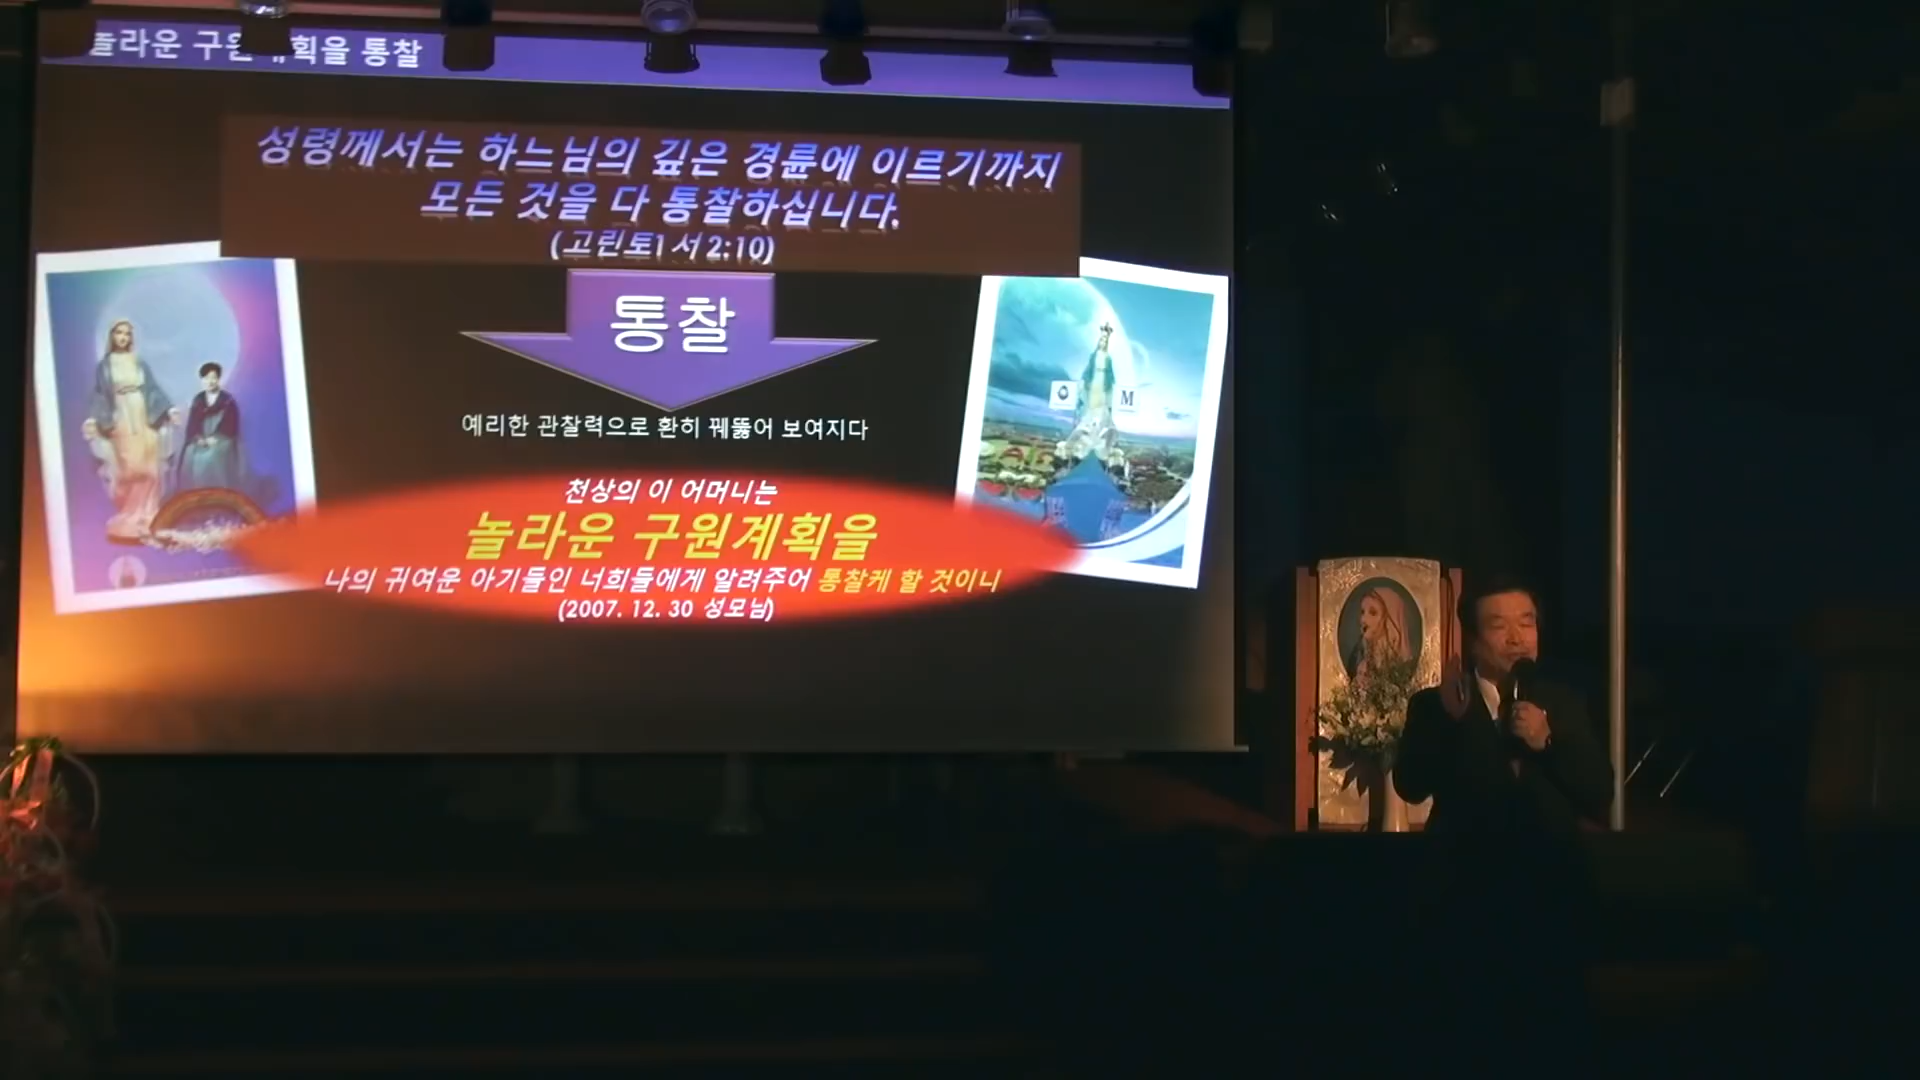 놀라운 구원계획을 통찰
성령께서는 하느님의 깊은 경륜에 이르기까지
모든 것을 다 통찰하십니다.
(고린토1서 2:10)
통찰
예리한 관찰력으로 환히 꿰뚫어 보여지다
M
천상의 이 어머니는
놀라운 구원계획을
나의 귀여운 아기들인 너희들에게 알려주어 통찰케 할 것이니
(2007. 12. 30 성모님)